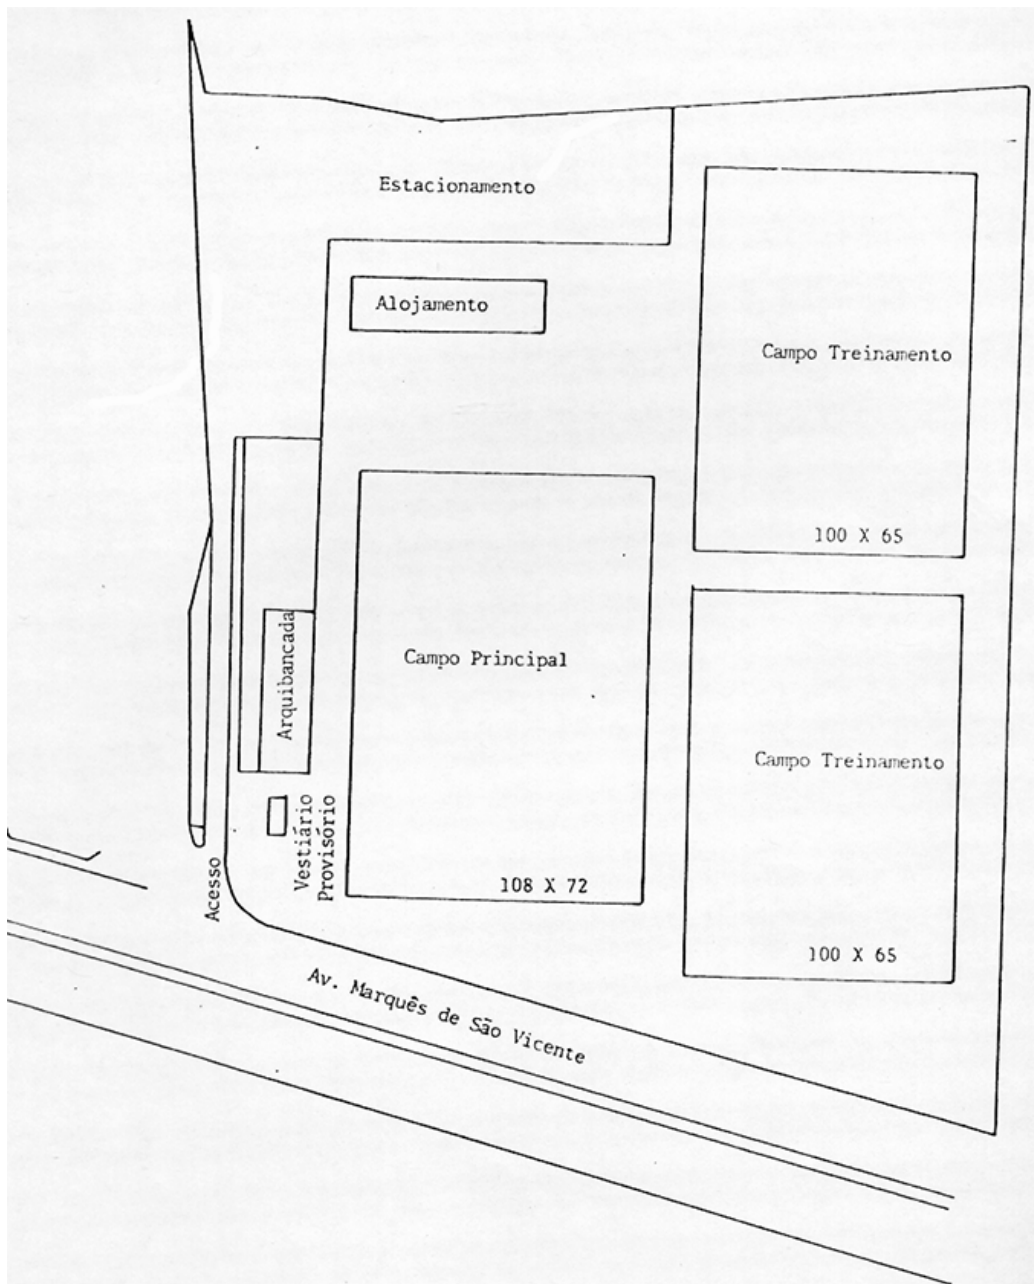 Estacionamento
Alojamento
Campo Treinamento
100 X 65
Campo Principal
108 X 72
Arquibancada
Vestiário
Provisório
Acesso
Campo Treinamento
100 X 65
Av. Marquês de São Vicente